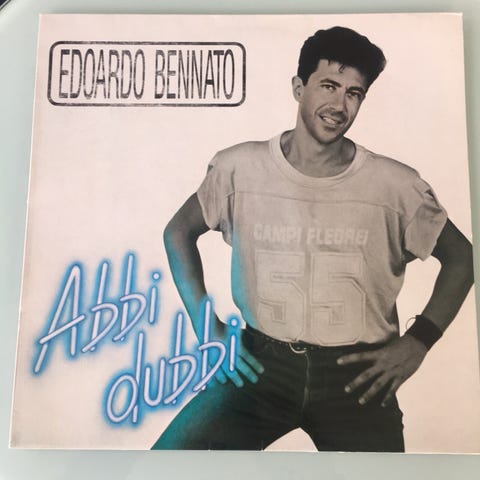 EDOARDO BENNATO
CAMPI FLEGREI
55
Abbi
dubbi